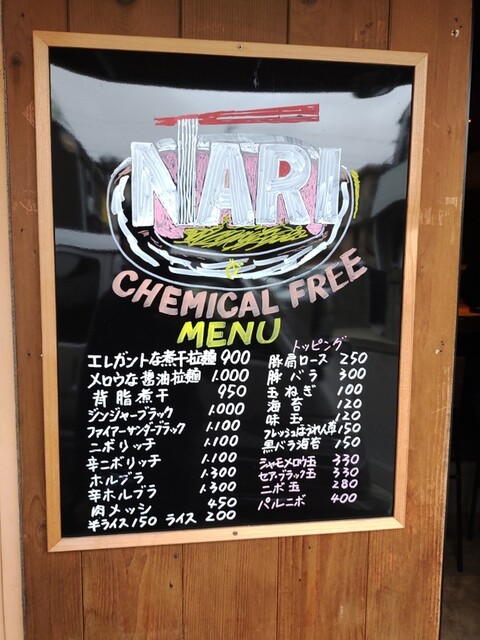 NARI
CHEMICAL FREE
MENU
エレガントな煮干拉麺 900
メロウな醤油拉麺 1.000
背脂煮干 950
ジンジャーブラック 1.000
ファイアーサンダーブラック 1.100
ニボリッチ 1.100
辛ニボリッチ 1.100
ホルブラ 1.300
辛ホルブラ 1.300
肉メッシ 450
半ライス 150 ライス 200
トッピング
豚肩ロース 250
豚バラ 300
玉ねぎ 100
海苔 120
味玉 120
フレッシュほうれん草 150
黒バラ海苔 150
シャモメロウ玉 330
セアブラック玉 330
ニボ玉 280
バルニボ 400